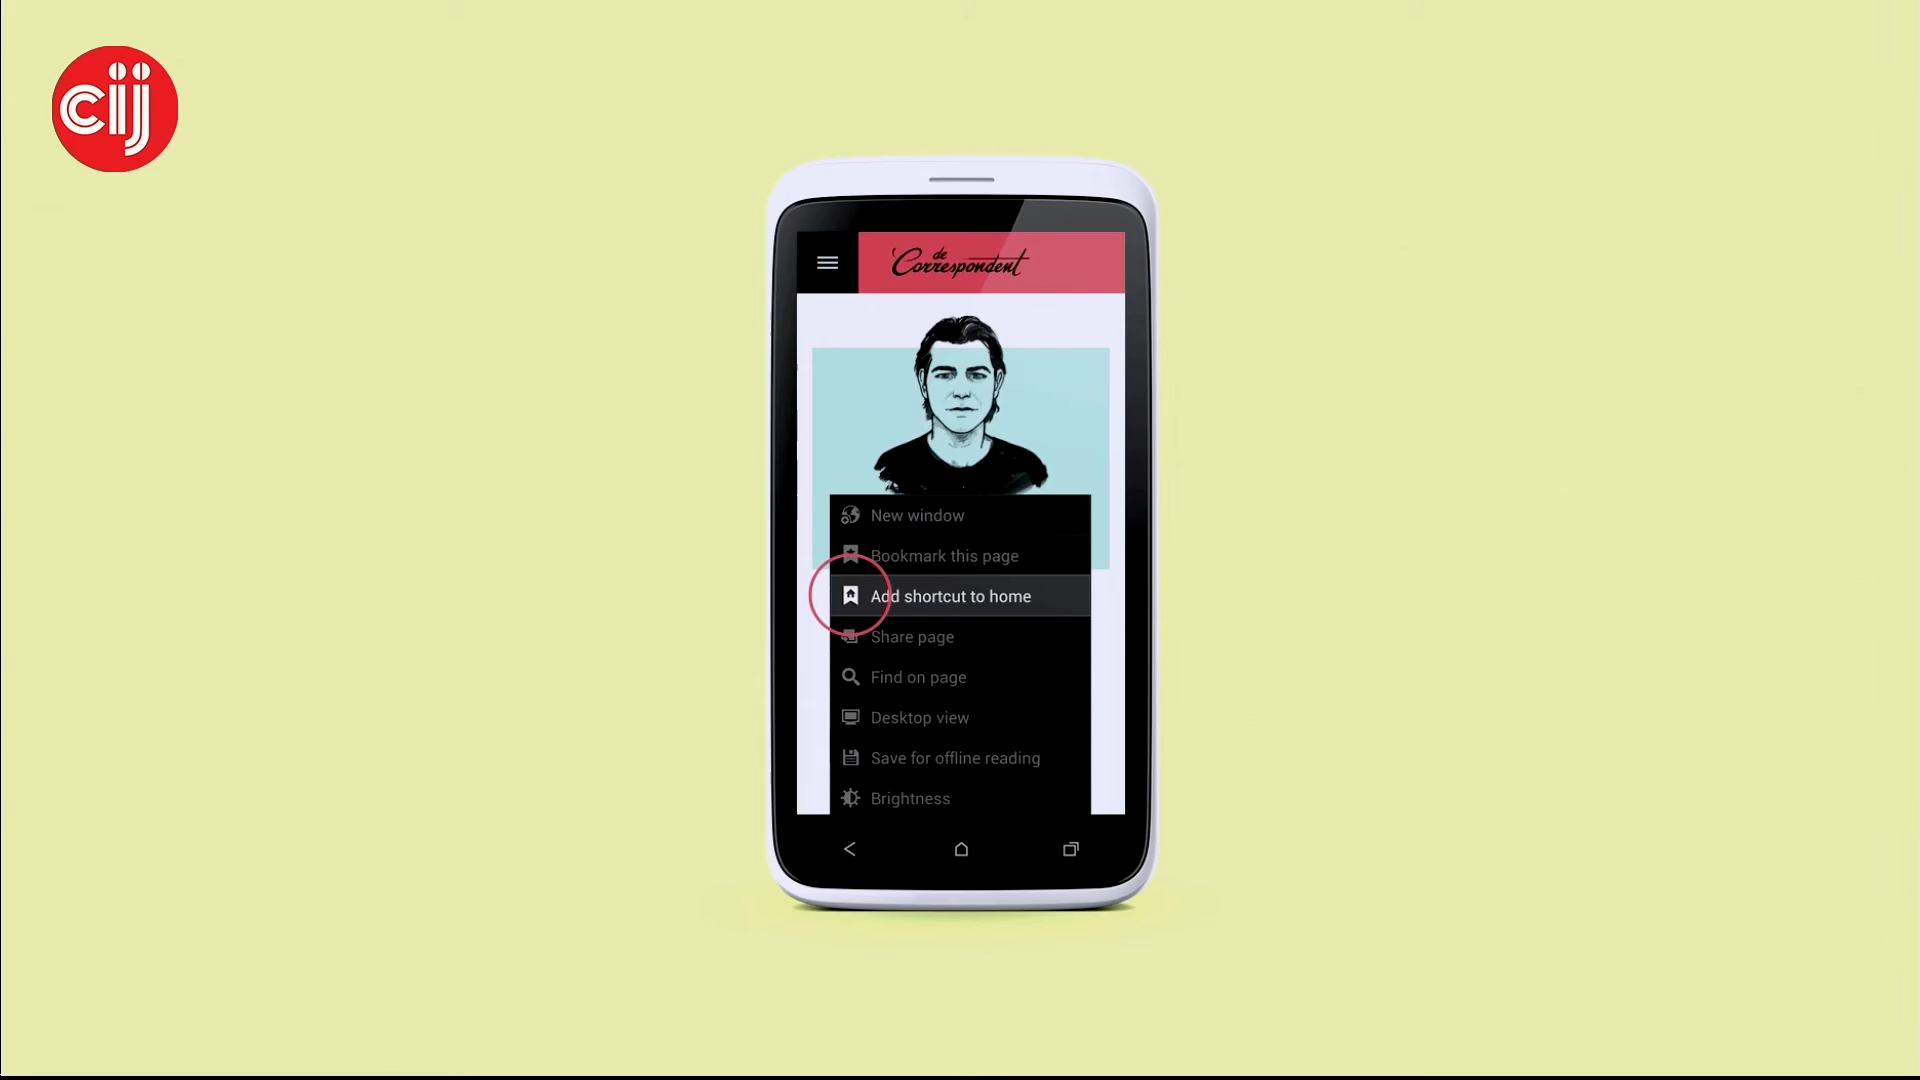 cij
de
Correspondent
New window
Bookmark this page
Add shortcut to home
Share page
Find on page
Desktop view
Save for offline reading
Brightness